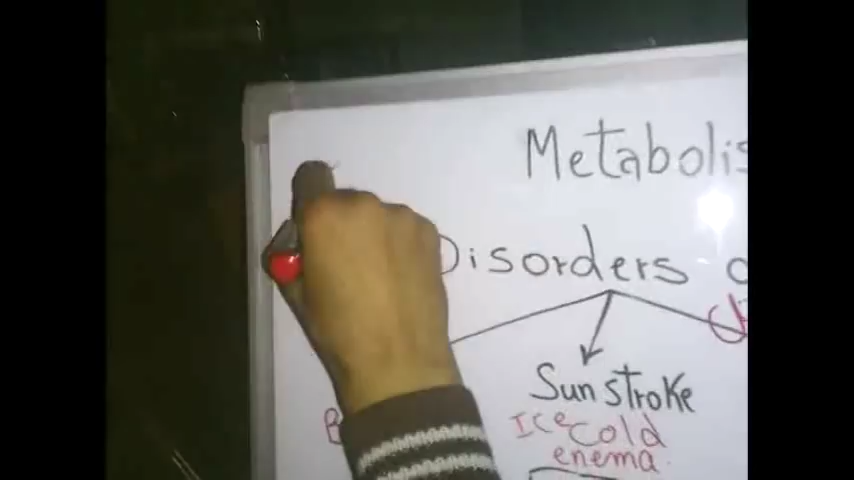 Metabolis
Disorders o
Sun stroke
Ice cold
enema